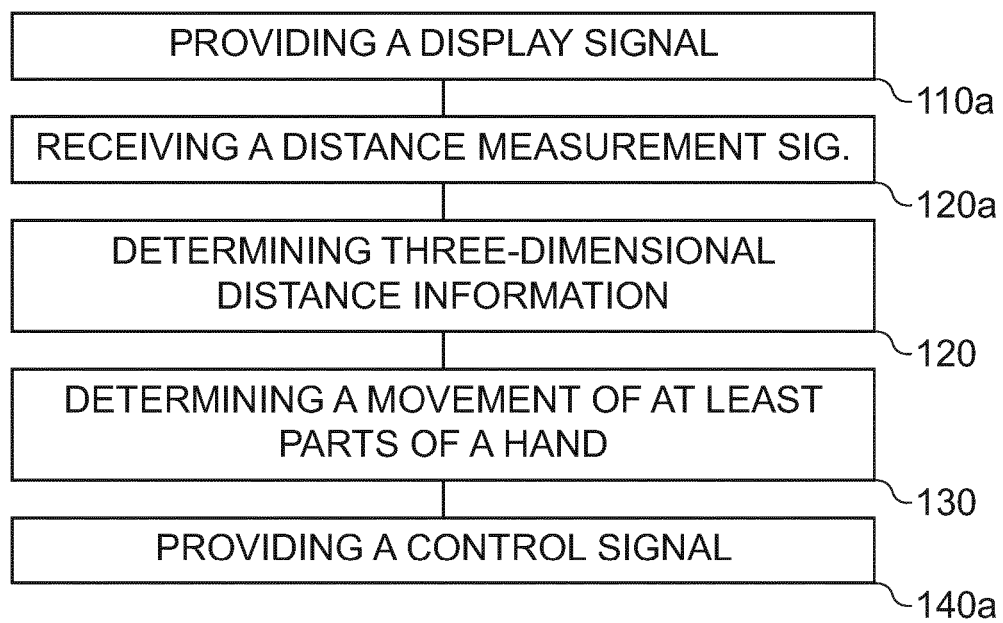 PROVIDING A DISPLAY SIGNAL
110a
RECEIVING A DISTANCE MEASUREMENT SIG.
120a
DETERMINING THREE-DIMENSIONAL
DISTANCE INFORMATION
120
DETERMINING A MOVEMENT OF AT LEAST
PARTS OF A HAND
130
PROVIDING A CONTROL SIGNAL
140a